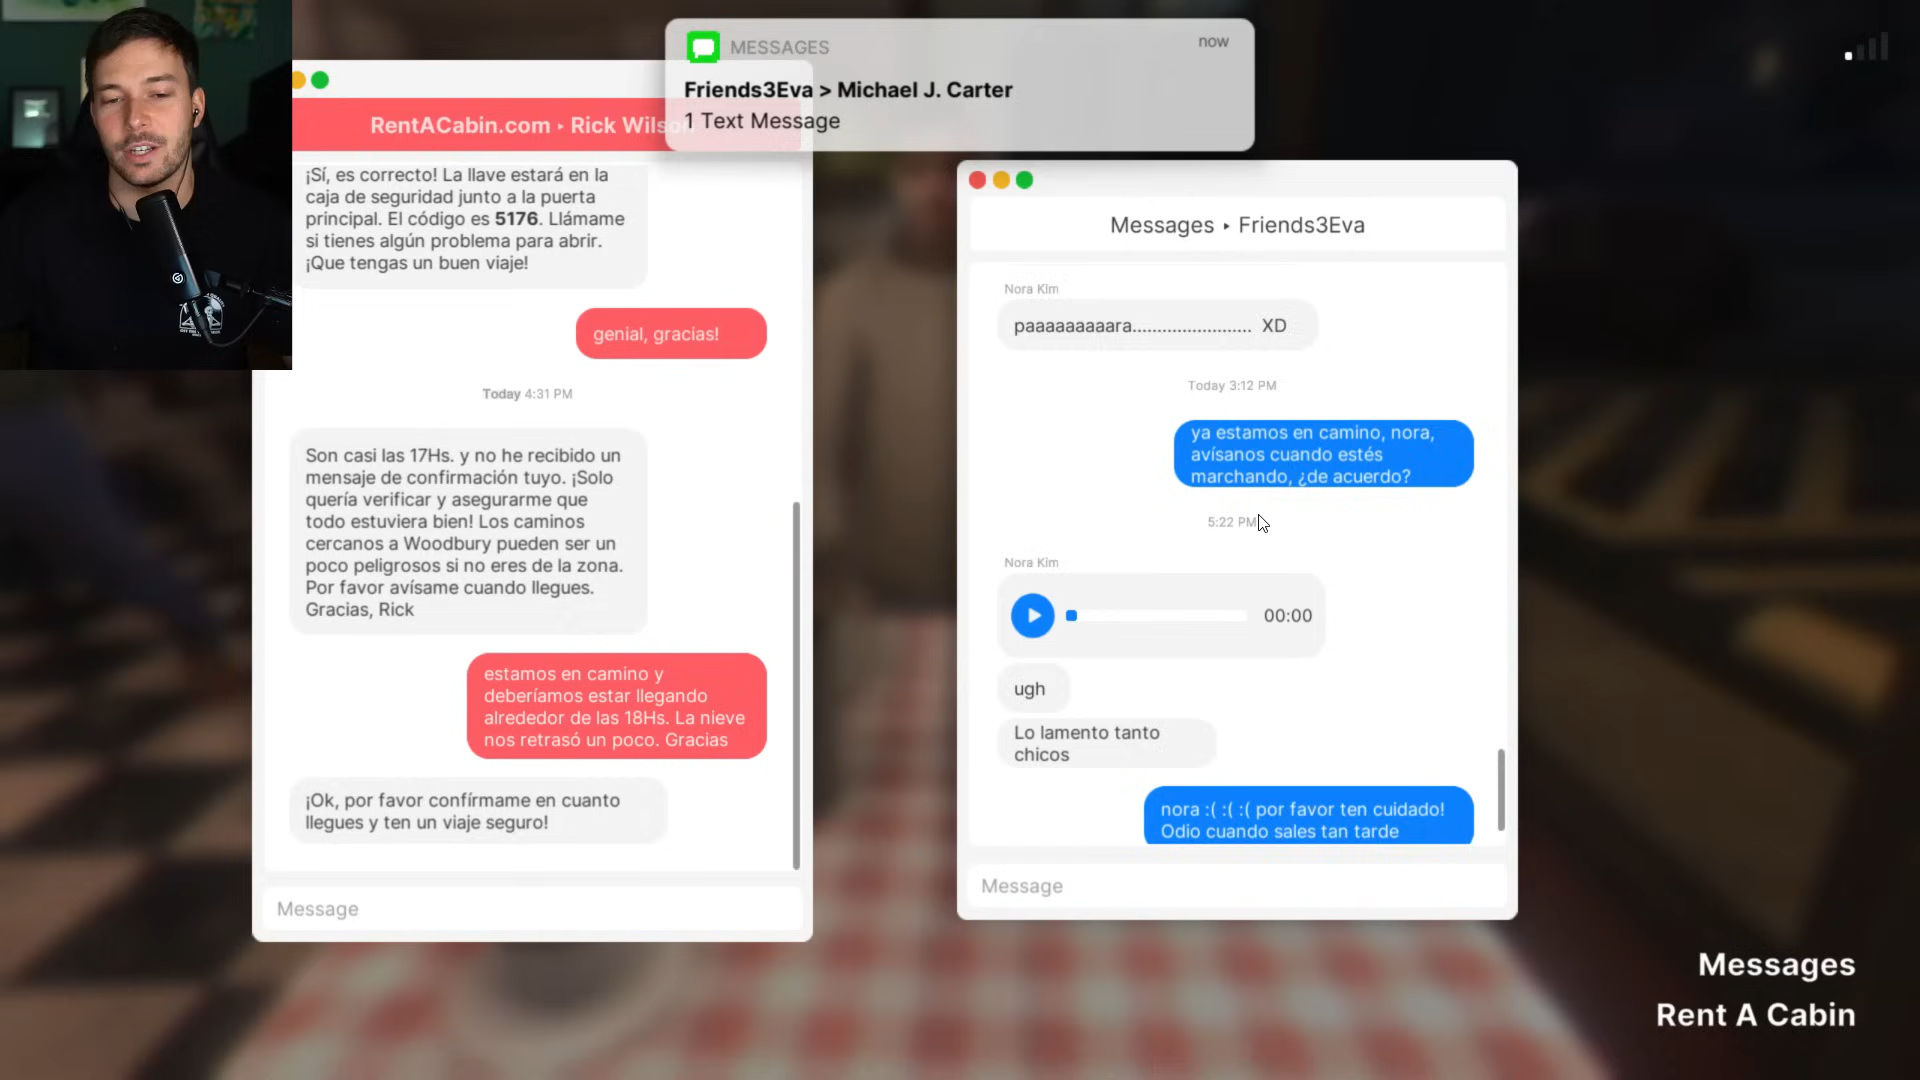 MESSAGES
now
Friends3Eva > Michael J. Carter
1 Text Message
RentACabin.com ‣ Rick Wilson
¡Sí, es correcto! La llave estará en la
caja de seguridad junto a la puerta
principal. El código es 5176. Llámame
si tienes algún problema para abrir.
¡Que tengas un buen viaje!
genial, gracias!
Today 4:31 PM
Son casi las 17Hs. y no he recibido un
mensaje de confirmación tuyo. ¡Solo
quería verificar y asegurarme que
todo estuviera bien! Los caminos
cercanos a Woodbury pueden ser un
poco peligrosos si no eres de la zona.
Por favor avísame cuando llegues.
Gracias, Rick
estamos en camino y
deberíamos estar llegando
alrededor de las 18Hs. La nieve
nos retrasó un poco. Gracias
¡Ok, por favor confírmame en cuanto
llegues y ten un viaje seguro!
Message
Messages ‣ Friends3Eva
Nora Kim
paaaaaaaaara........................ XD
Today 3:12 PM
ya estamos en camino, nora,
avísanos cuando estés
marchando, ¿de acuerdo?
5:22 PM
Nora Kim
00:00
ugh
Lo lamento tanto
chicos
nora :( :( :( por favor ten cuidado!
Odio cuando sales tan tarde
Message
Messages
Rent A Cabin